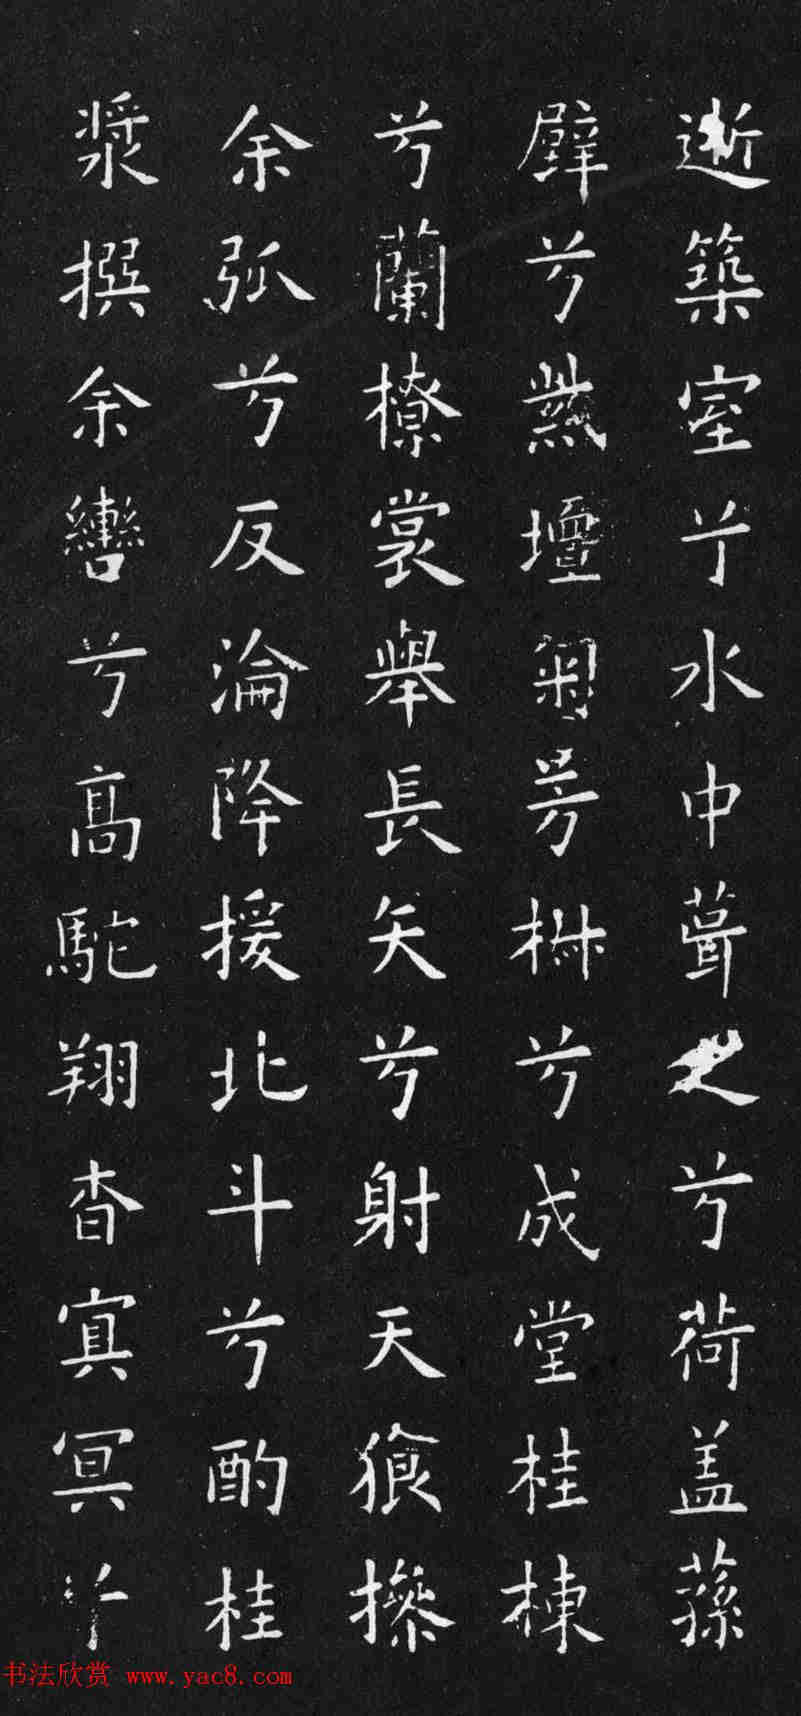 逝築室兮水中葺之兮荷盖蓀
壁兮紫壇匊芳椒兮成堂桂棟
兮蘭橑裳舉長矢兮射天狼操
余弧兮反淪降援北斗兮酌桂
漿撰余轡兮高駝翔杳冥冥兮
书法欣赏 www.yac8.com